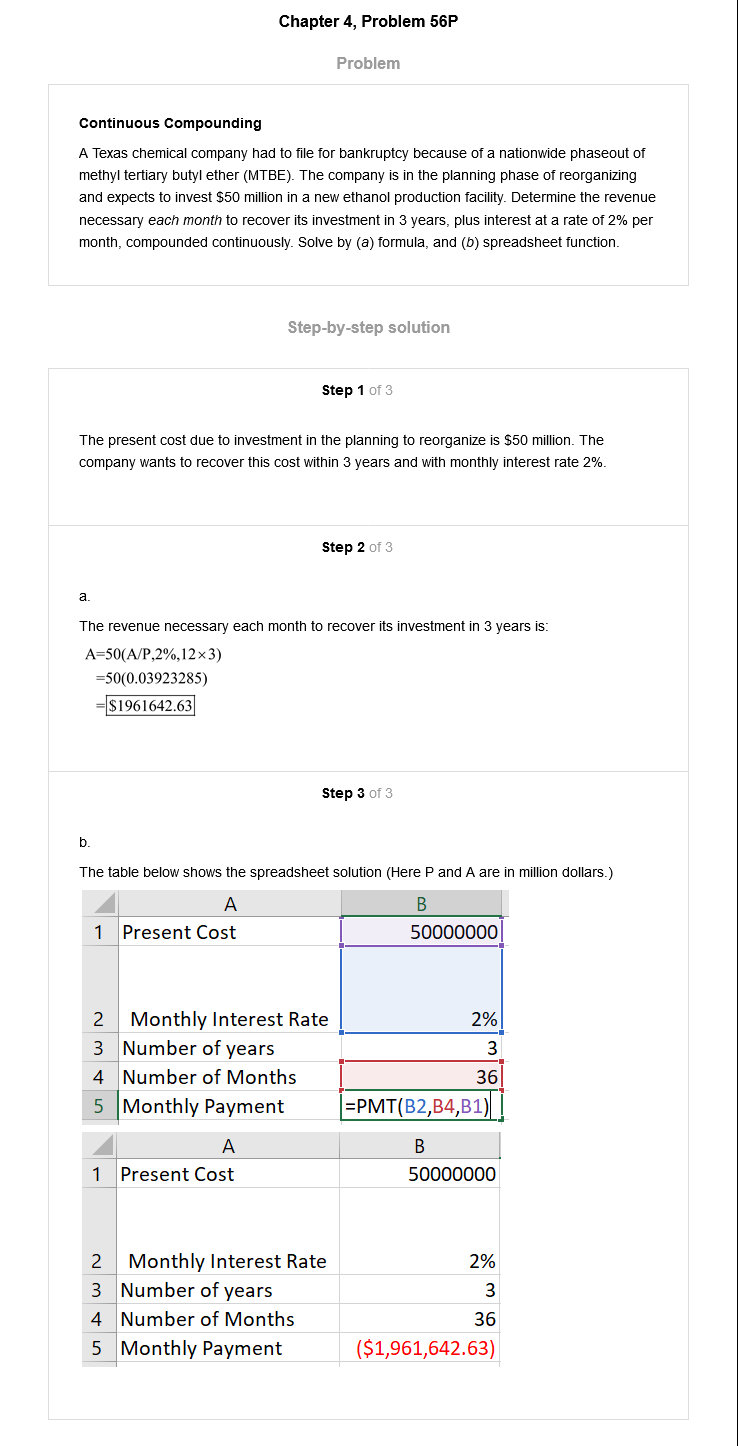 Chapter 4, Problem 56P
Problem
Continuous Compounding
A Texas chemical company had to file for bankruptcy because of a nationwide phaseout of
methyl tertiary butyl ether (MTBE). The company is in the planning phase of reorganizing
and expects to invest $50 million in a new ethanol production facility. Determine the revenue
necessary each month to recover its investment in 3 years, plus interest at a rate of 2% per
month, compounded continuously. Solve by (a) formula, and (b) spreadsheet function.
Step-by-step solution
Step 1 of 3
The present cost due to investment in the planning to reorganize is $50 million. The
company wants to recover this cost within 3 years and with monthly interest rate 2%.
Step 2 of 3
a.
The revenue necessary each month to recover its investment in 3 years is:
A=50(A/P,2%,12×3)
=50(0.03923285)
=$1961642.63
Step 3 of 3
b.
The table below shows the spreadsheet solution (Here P and A are in million dollars.)
A B
1 Present Cost 50000000
2 Monthly Interest Rate 2%
3 Number of years 3
4 Number of Months 36
5 Monthly Payment =PMT(B2,B4,B1)
A B
1 Present Cost 50000000
2 Monthly Interest Rate 2%
3 Number of years 3
4 Number of Months 36
5 Monthly Payment ($1,961,642.63)